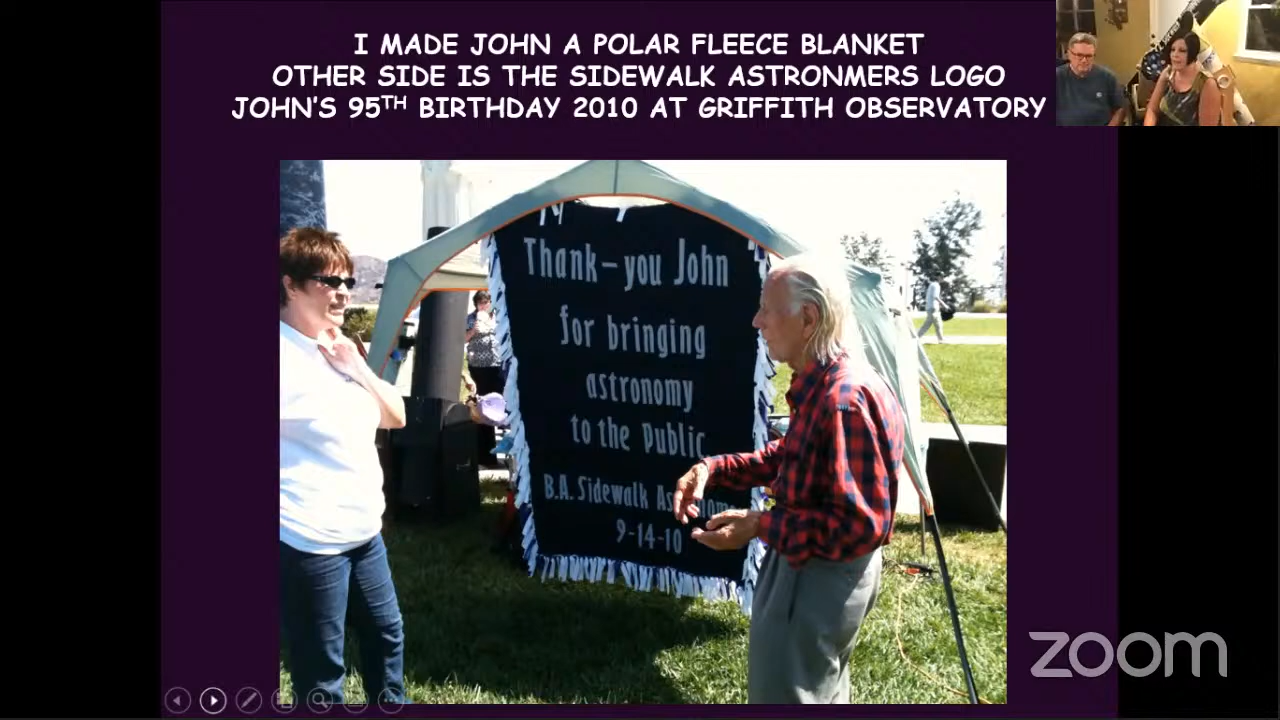 I MADE JOHN A POLAR FLEECE BLANKET
OTHER SIDE IS THE SIDEWALK ASTRONMERS LOGO
JOHN'S 95TH BIRTHDAY 2010 AT GRIFFITH OBSERVATORY
Thank-you John
for bringing
astronomy
to the Public
B.A. Sidewalk
9-14-10
zoom